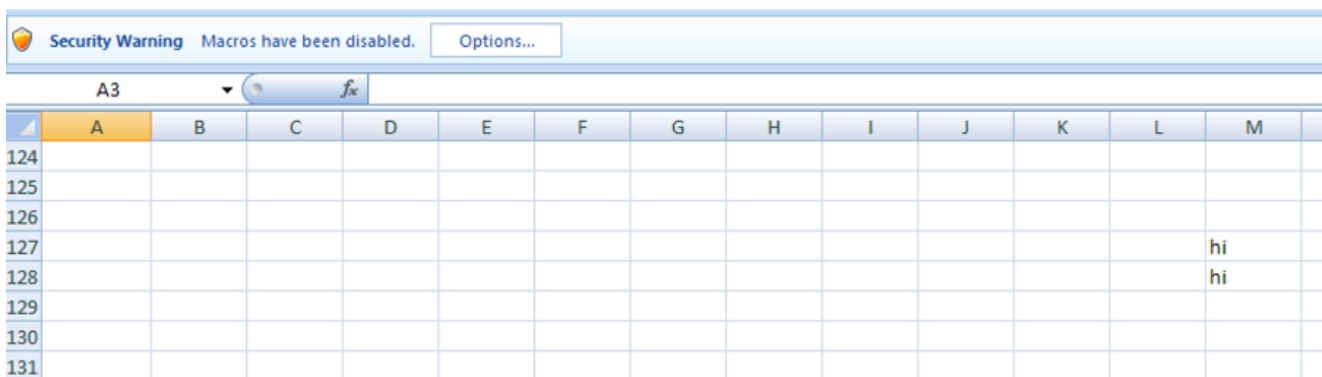 Security Warning Macros have been disabled. Options...
A3 fx
A B C D E F G H I J K L M
124
125
126
127 hi
128 hi
129
130
131